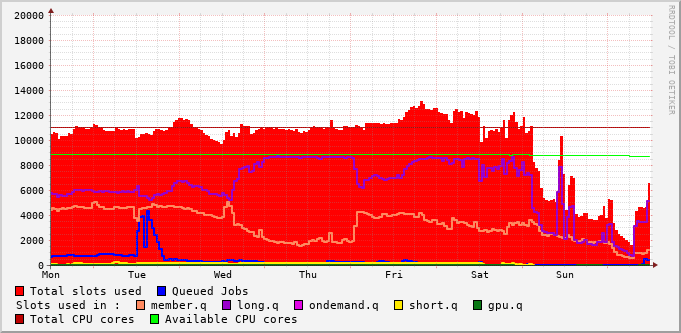 20000
18000
16000
14000
12000
10000
8000
6000
4000
2000
0
Mon Tue Wed Thu Fri Sat Sun
RRDTOOL / TOBI OETIKER
Total slots used Queued Jobs
Slots used in : member.q long.q ondemand.q short.q gpu.q
Total CPU cores Available CPU cores